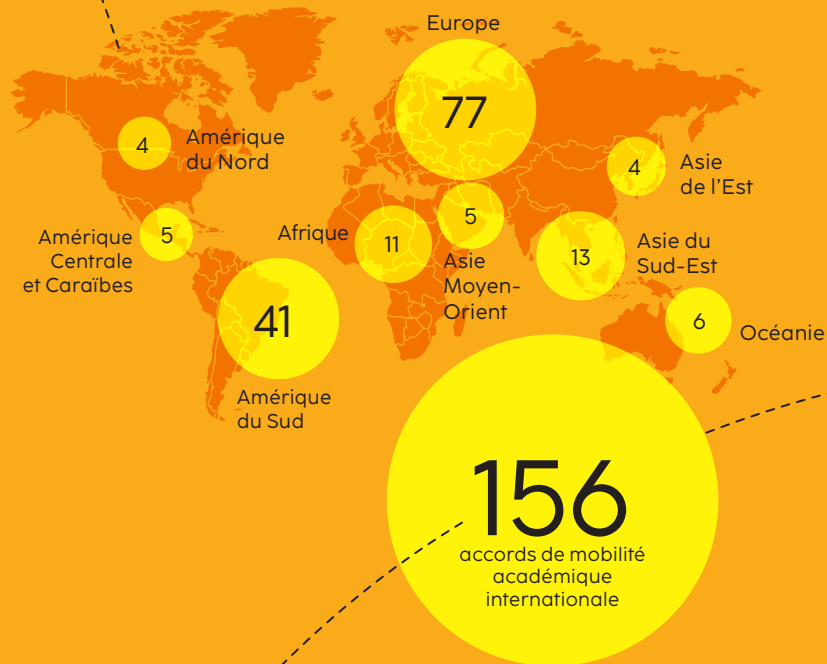 Europe
77
4
Amérique
du Nord
4
Asie
de l'Est
5
Amérique
Centrale
et Caraïbes
Afrique
11
5
Asie
Moyen-
Orient
13
Asie du
Sud-Est
41
Amérique
du Sud
6
Océanie
156
accords de mobilité
académique
internationale